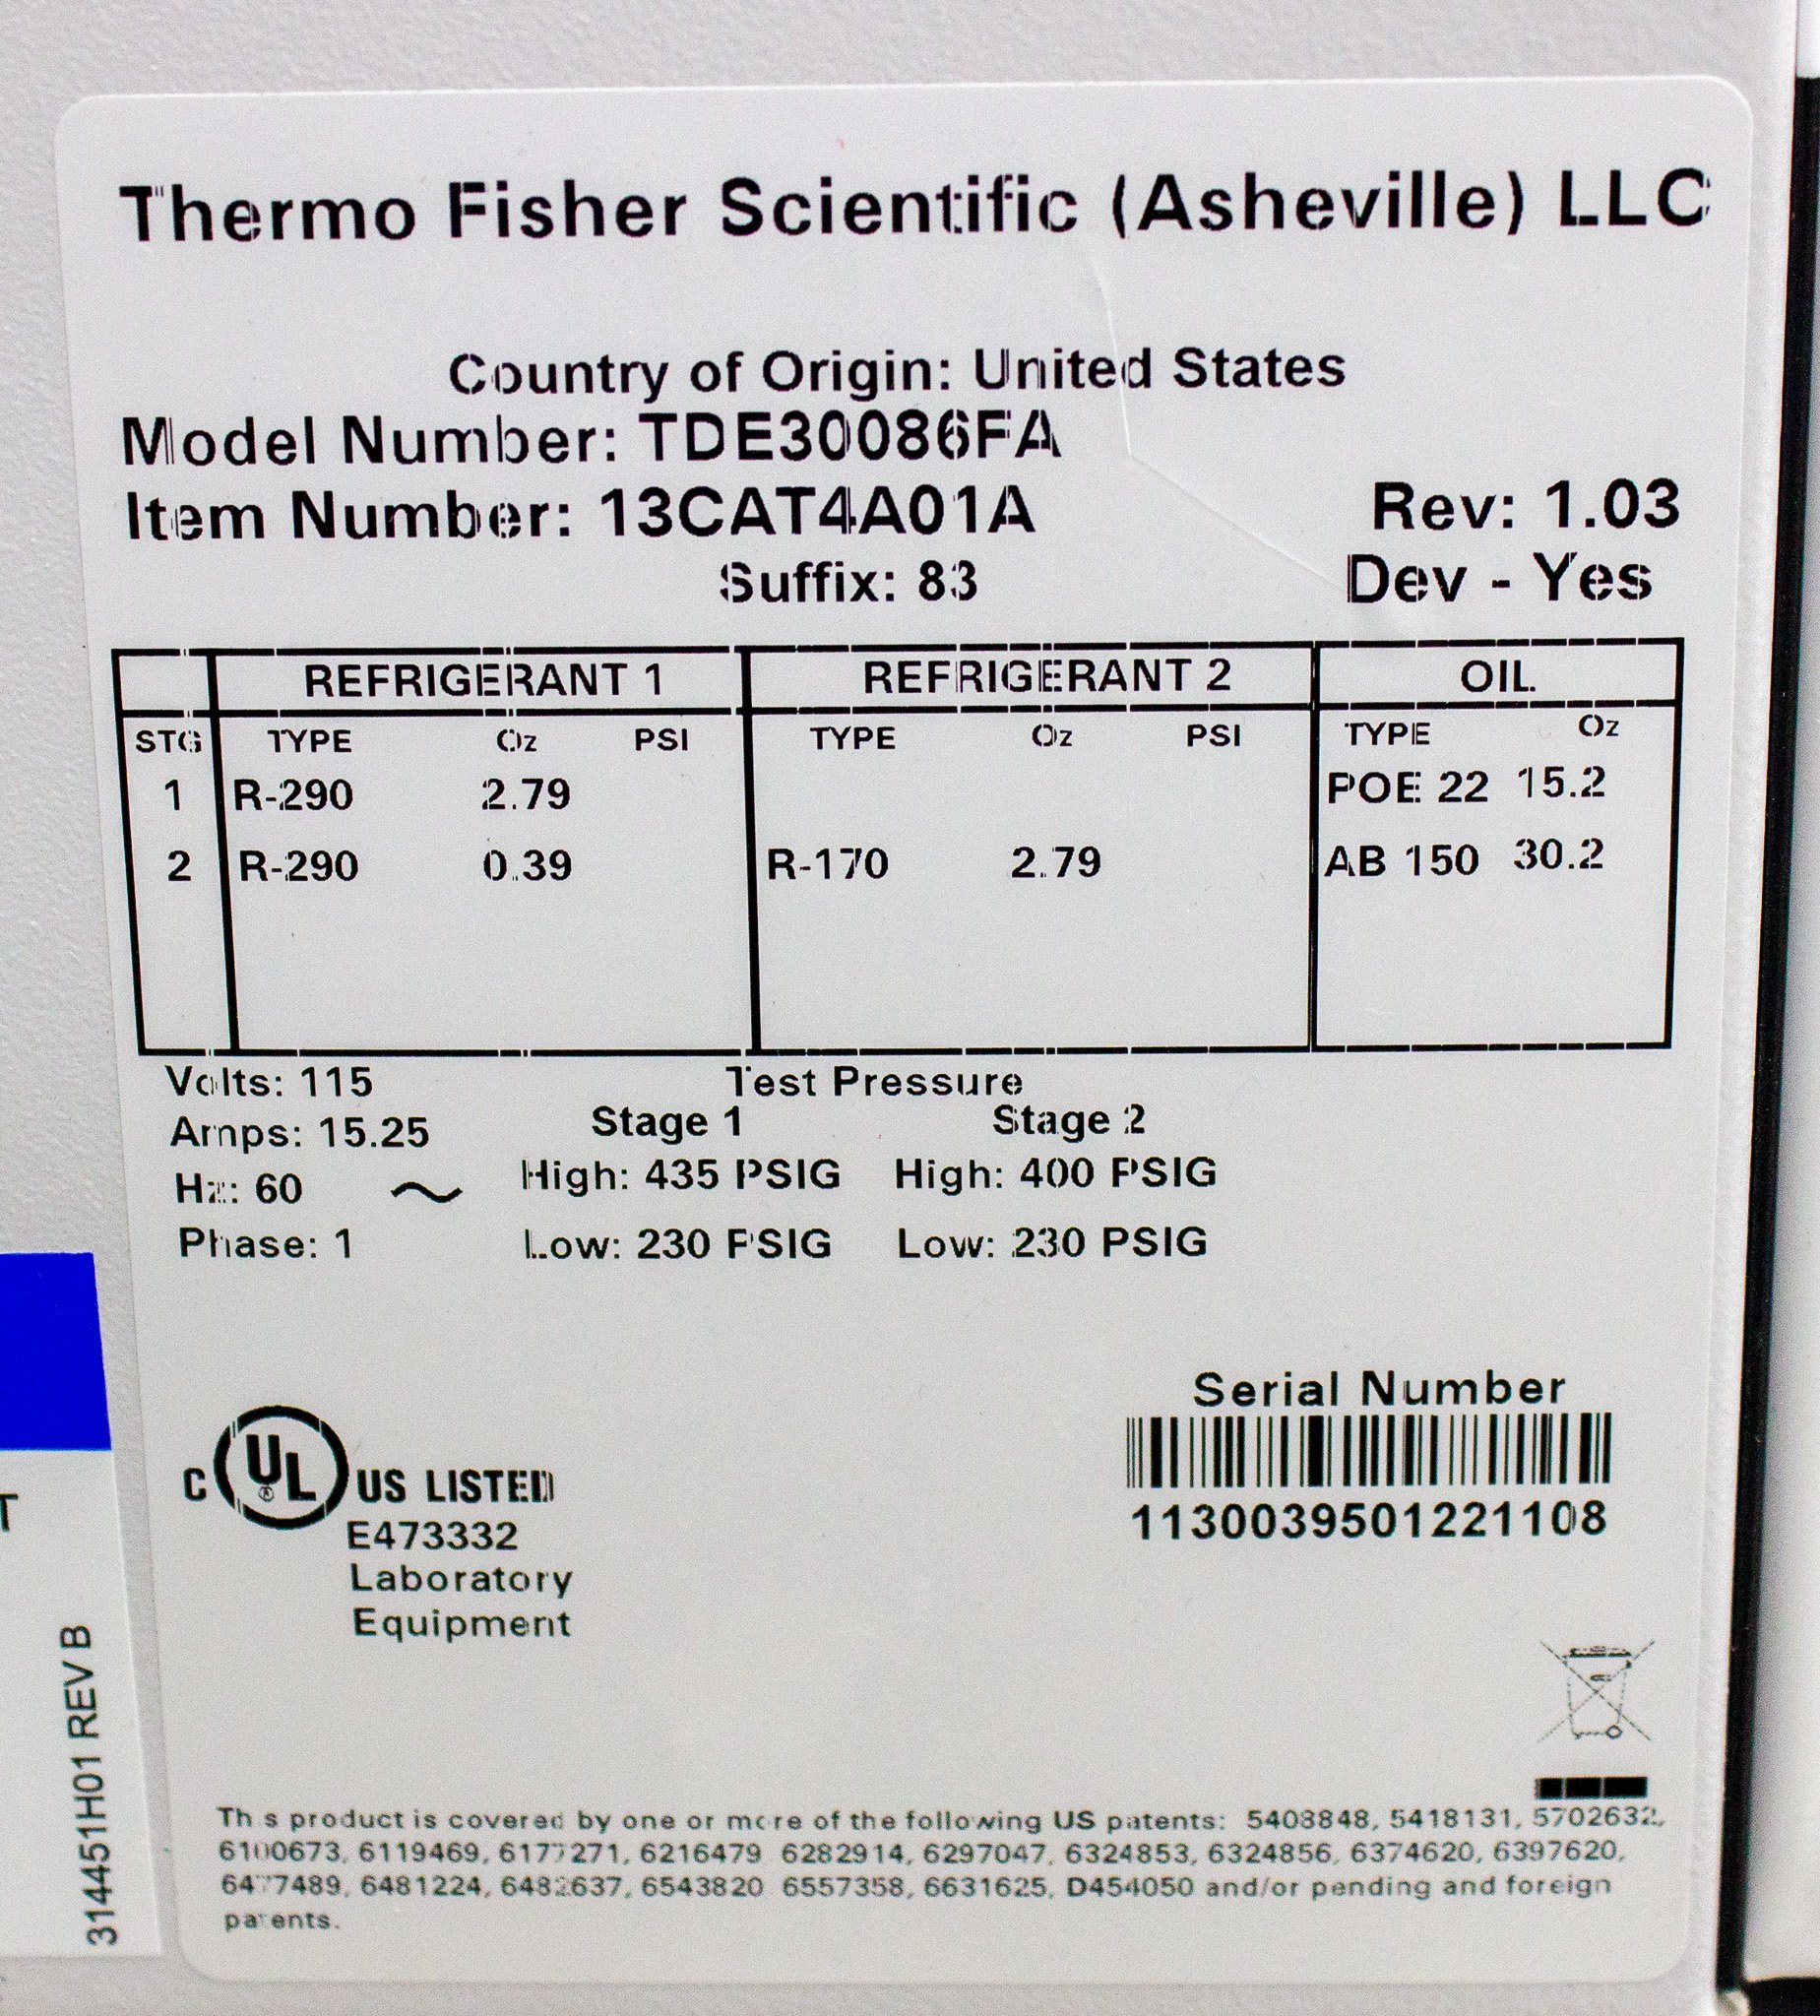 Thermo Fisher Scientific (Asheville) LLC
Country of Origin: United States
Model Number: TDE30086FA
Item Number: 13CAT4A01A Rev: 1.03
Suffix: 83 Dev - Yes
REFRIGERANT 1 REFRIGERANT 2 OIL
STG TYPE Oz PSI TYPE Oz PSI TYPE Oz
1 R-290 2.79 POE 22 15.2
2 R-290 0.39 R-170 2.79 AB 150 30.2
Volts: 115 Test Pressure
Amps: 15.25 Stage 1 Stage 2
Hz: 60 ~ High: 435 PSIG High: 400 PSIG
Phase: 1 Low: 230 PSIG Low: 230 PSIG
Serial Number
1130039501221108
C UL ® US LISTED
E473332
Laboratory
Equipment
This product is covered by one or more of the following US patents: 5408848, 5418131, 5702632,
6100673, 6119469, 6177271, 6216479 6282914, 6297047, 6324853, 6324856, 6374620, 6397620,
6477489, 6481224, 6482637, 6543820 6557358, 6631625, D454050 and/or pending and foreign
patents.
T
314451H01 REV B